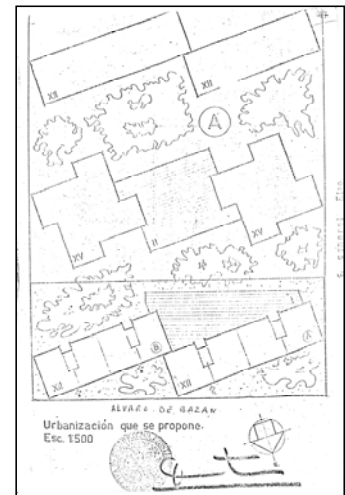 XII
XII
A
XV
II
XV
I
XII
B
XII
A
ALVARO DE BAZAN
Urbanización que se propone.
Esc. 1:500